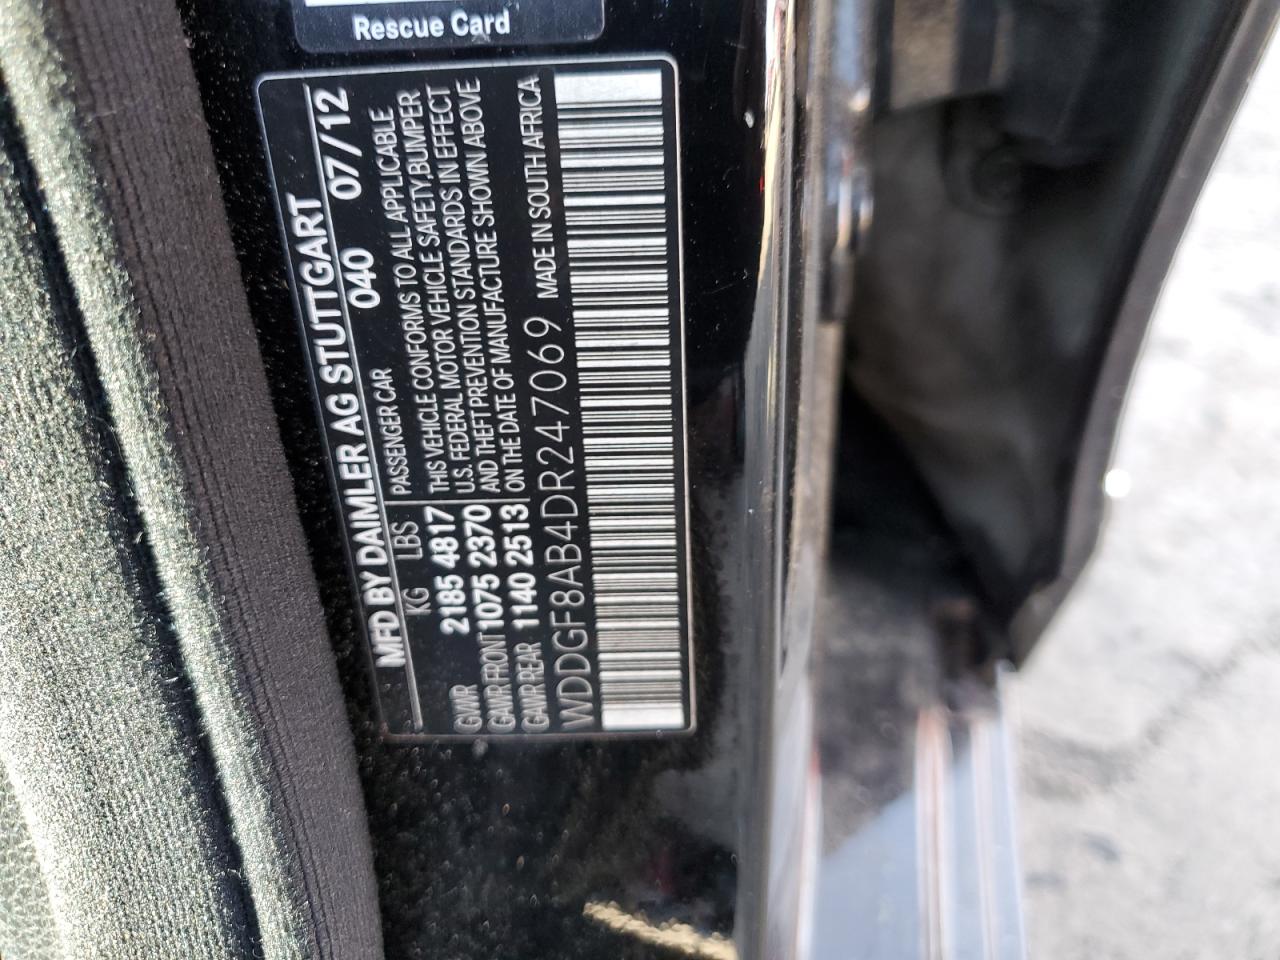 Rescue Card
MFD BY DAIMLER AG STUTTGART
040 07/12
KG LBS PASSENGER CAR
GVWR 2185 4817 THIS VEHICLE CONFORMS TO ALL APPLICABLE
GAWR FRONT 1075 2370 U.S. FEDERAL MOTOR VEHICLE SAFETY,BUMPER
GAWR REAR 1140 2513 AND THEFT PREVENTION STANDARDS IN EFFECT
ON THE DATE OF MANUFACTURE SHOWN ABOVE
WDDGF8AB4DR247069 MADE IN SOUTH AFRICA